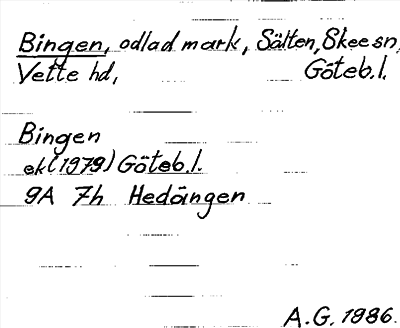 Bingen, odlad mark, Sälten, Skee sn,
Vette hd, Göteb.l.
Bingen
ek(1979) Göteb.l.
9A 7h Hedängen
A.G. 1986.